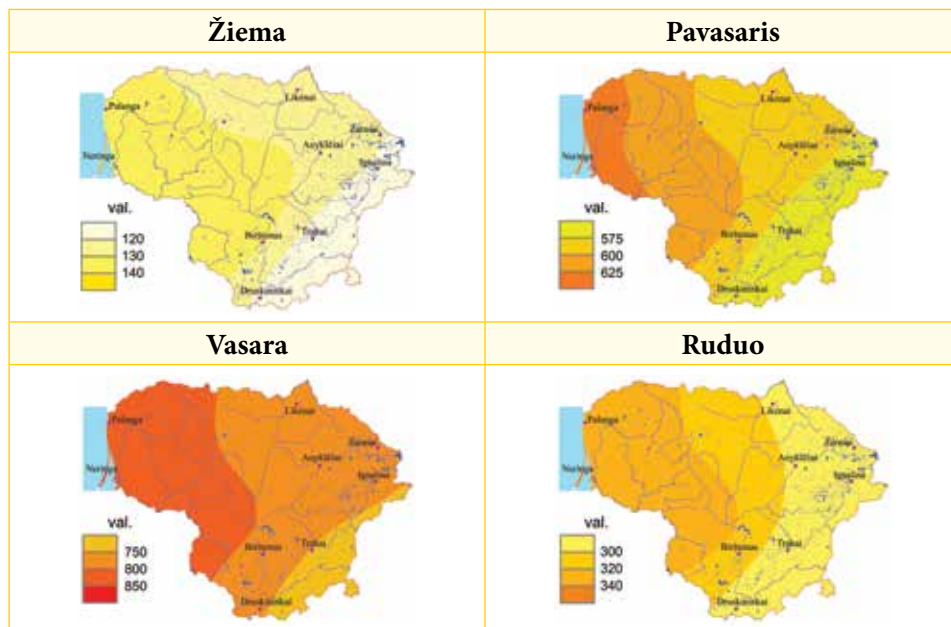 Žiema
Pavasaris
Palanga
Likėnai
Zarasai
Anykščiai
Ignalina
Neringa
Birštonas
Trakai
Druskininkai
val.
120
130
140
Palanga
Likėnai
Zarasai
Anykščiai
Ignalina
Neringa
Birštonas
Trakai
Druskininkai
val.
575
600
625
Vasara
Ruduo
Palanga
Likėnai
Zarasai
Anykščiai
Ignalina
Neringa
Birštonas
Trakai
Druskininkai
val.
750
800
850
Palanga
Likėnai
Zarasai
Anykščiai
Ignalina
Neringa
Birštonas
Trakai
Druskininkai
val.
300
320
340